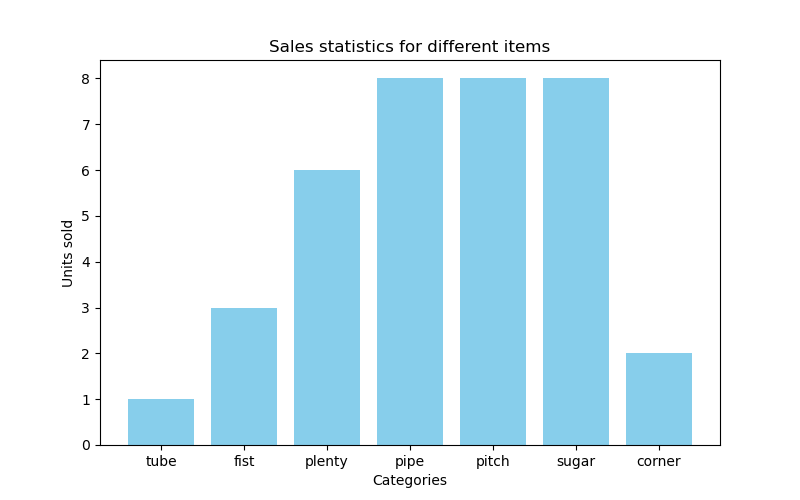 Sales statistics for different items
Units sold
8
7
6
5
4
3
2
1
0
tube fist plenty pipe pitch sugar corner
Categories